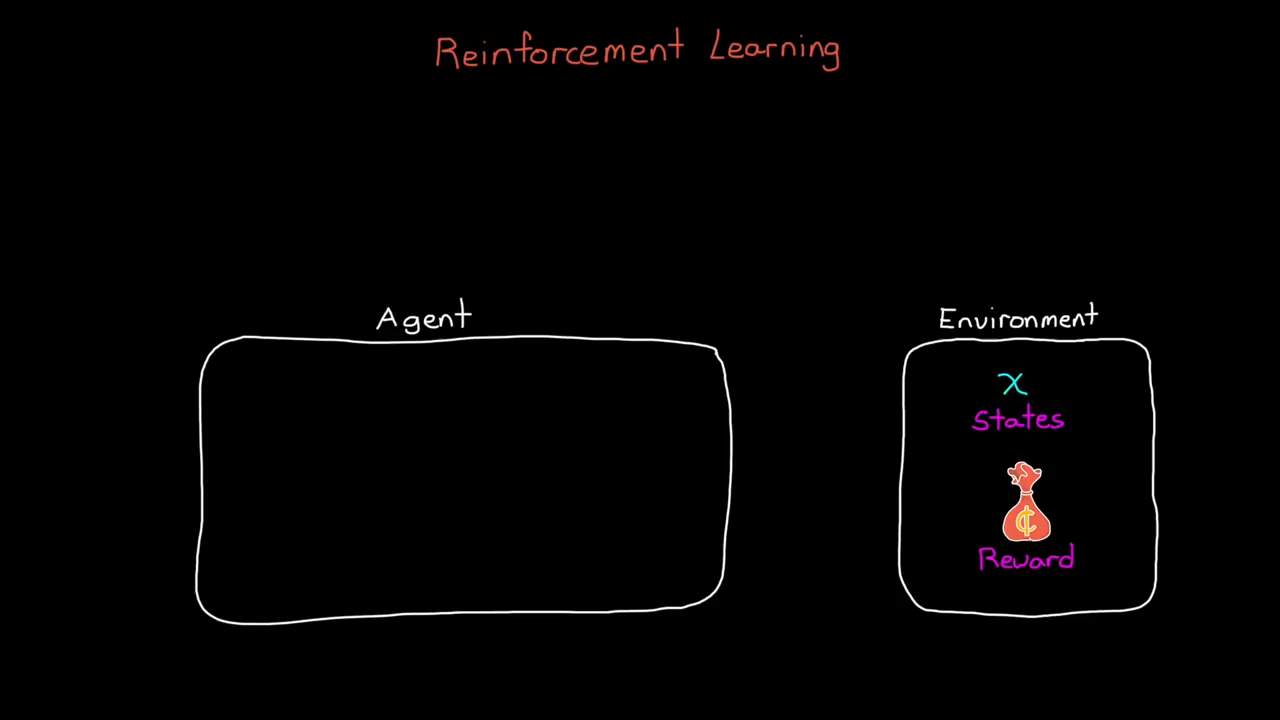 Reinforcement Learning
Agent
Environment
x
States
¢
Reward